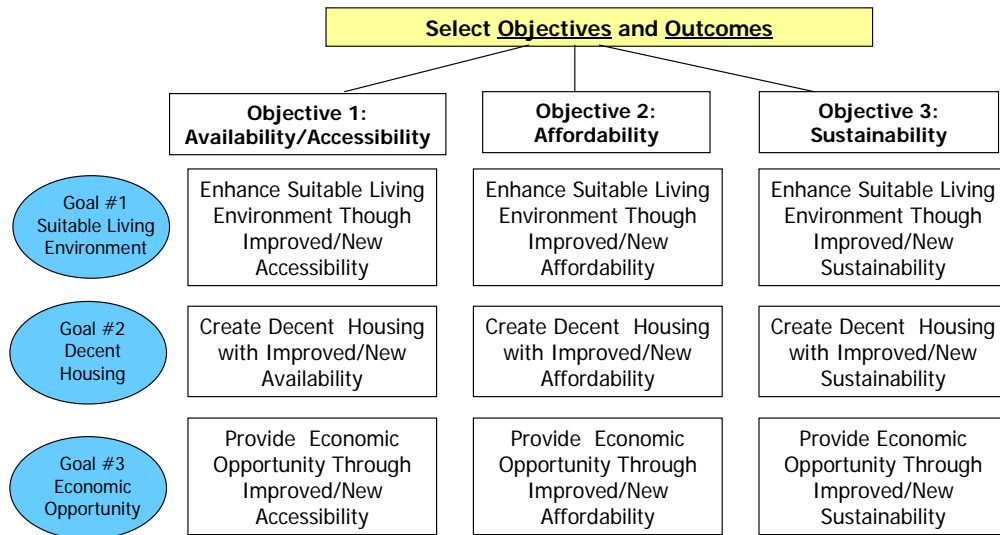 Select Objectives and Outcomes
Objective 1:
Availability/Accessibility
Objective 2:
Affordability
Objective 3:
Sustainability
Goal #1
Suitable Living
Environment
Enhance Suitable Living
Environment Though
Improved/New
Accessibility
Enhance Suitable Living
Environment Though
Improved/New
Affordability
Enhance Suitable Living
Environment Though
Improved/New
Sustainability
Goal #2
Decent
Housing
Create Decent Housing
with Improved/New
Availability
Create Decent Housing
with Improved/New
Affordability
Create Decent Housing
with Improved/New
Sustainability
Goal #3
Economic
Opportunity
Provide Economic
Opportunity Through
Improved/New
Accessibility
Provide Economic
Opportunity Through
Improved/New
Affordability
Provide Economic
Opportunity Through
Improved/New
Sustainability